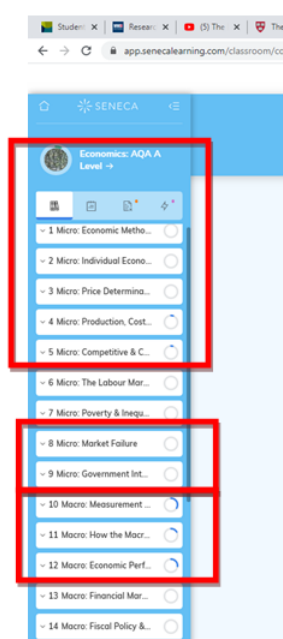 Student
Researc
(5) The
The
app.senecalearning.com/classroom/co
SENECA
Economics: AQA A
Level →
1 Micro: Economic Metho...
2 Micro: Individual Econo...
3 Micro: Price Determina...
4 Micro: Production, Cost...
5 Micro: Competitive & C...
6 Micro: The Labour Mar...
7 Micro: Poverty & Inequ...
8 Micro: Market Failure
9 Micro: Government Int...
10 Macro: Measurement ...
11 Macro: How the Macr...
12 Macro: Economic Perf...
13 Macro: Financial Mar...
14 Macro: Fiscal Policy &...